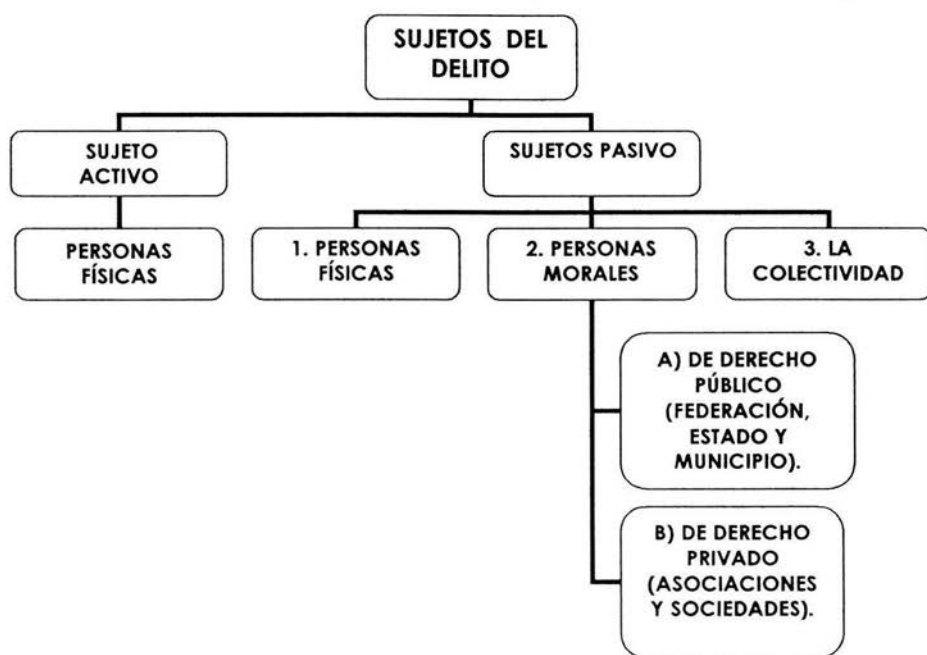 SUJETOS DEL
DELITO
SUJETO
ACTIVO
SUJETOS PASIVO
PERSONAS
FÍSICAS
1. PERSONAS
FÍSICAS
2. PERSONAS
MORALES
3. LA
COLECTIVIDAD
A) DE DERECHO
PÚBLICO
(FEDERACIÓN,
ESTADO Y
MUNICIPIO).
B) DE DERECHO
PRIVADO
(ASOCIACIONES
Y SOCIEDADES).